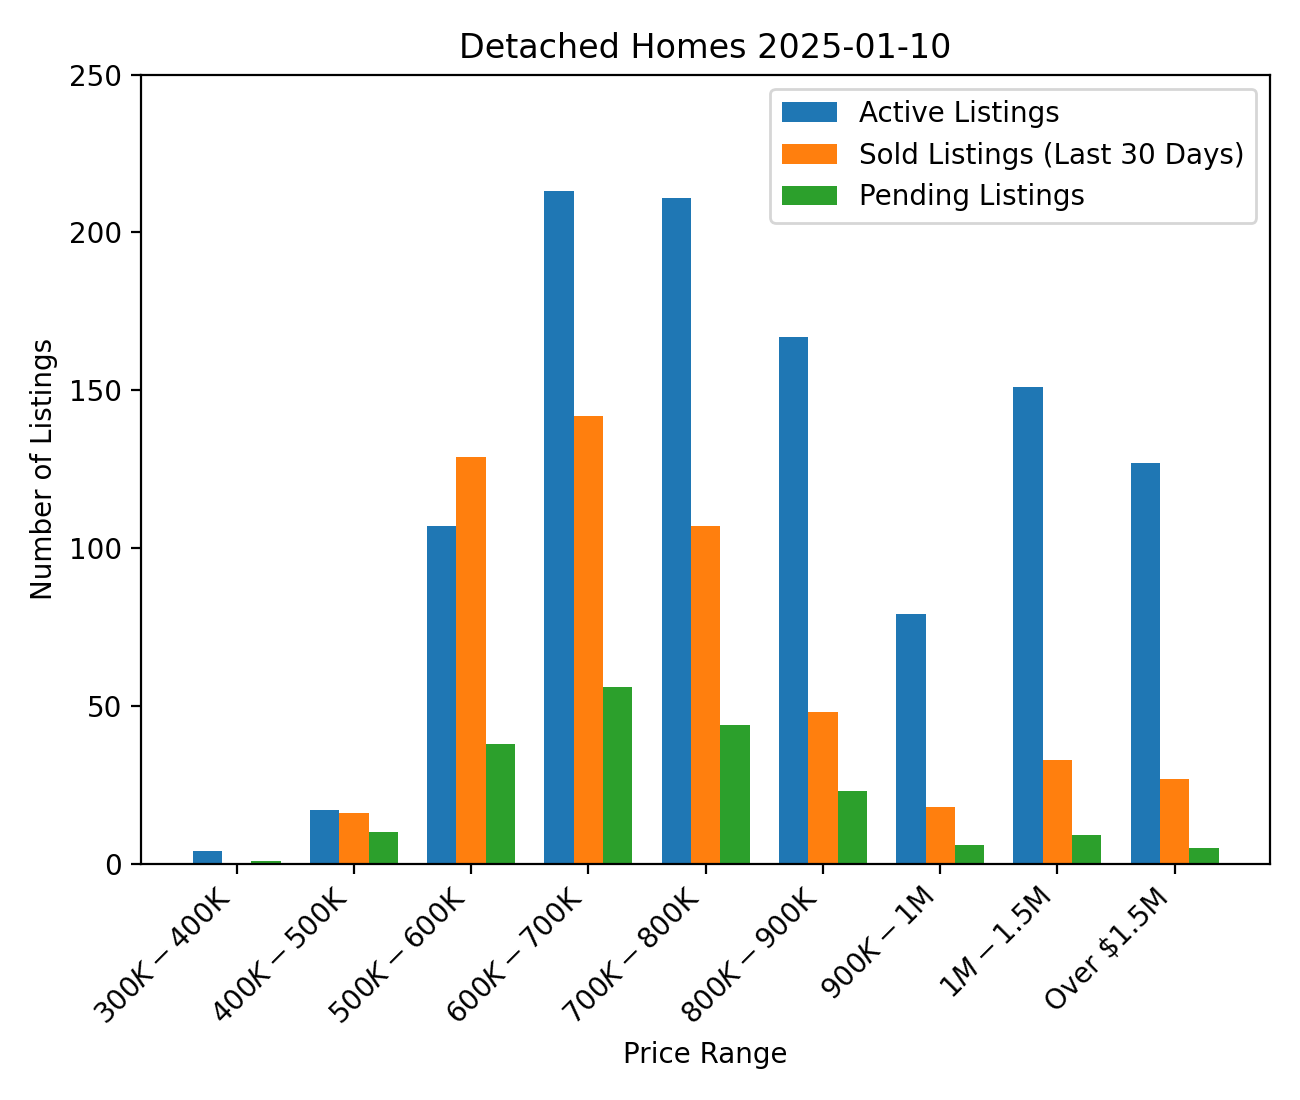 Detached Homes 2025-01-10
250
200
150
100
50
0
Number of Listings
Active Listings
Sold Listings (Last 30 Days)
Pending Listings
300K − 400K
400K − 500K
500K − 600K
600K − 700K
700K − 800K
800K − 900K
900K − 1M
1M − 1.5M
Over $1.5M
Price Range